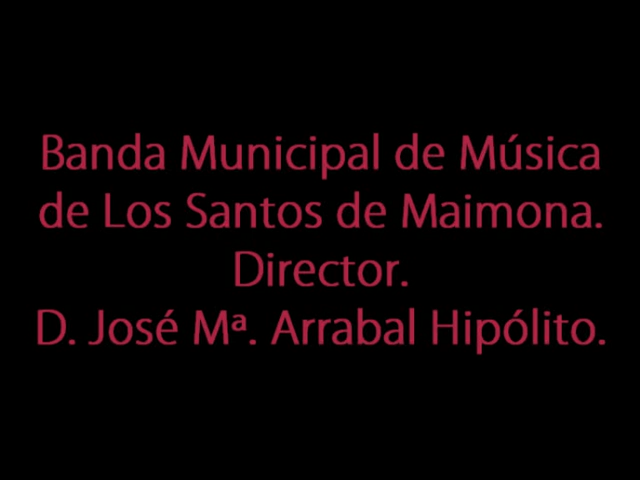 Banda Municipal de Música
de Los Santos de Maimona.
Director.
D. José Mª. Arrabal Hipólito.